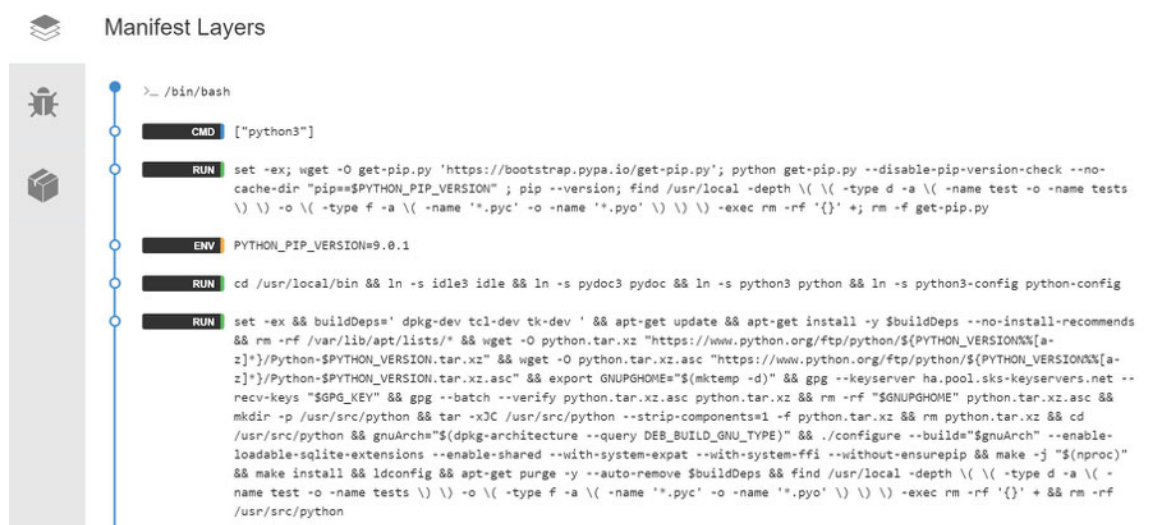 Manifest Layers
>_ /bin/bash
CMD ["python3"]
RUN set -ex; wget -O get-pip.py 'https://bootstrap.pypa.io/get-pip.py'; python get-pip.py --disable-pip-version-check --no-
cache-dir "pip==$PYTHON_PIP_VERSION" ; pip --version; find /usr/local -depth \( \( -type d -a \( -name test -o -name tests
\) \) -o \( -type f -a \( -name '*.pyc' -o -name '*.pyo' \) \) \) -exec rm -rf '{}' +; rm -f get-pip.py
ENV PYTHON_PIP_VERSION=9.0.1
RUN cd /usr/local/bin && ln -s idle3 idle && ln -s pydoc3 pydoc && ln -s python3 python && ln -s python3-config python-config
RUN set -ex && buildDeps=' dpkg-dev tcl-dev tk-dev ' && apt-get update && apt-get install -y $buildDeps --no-install-recommends
&& rm -rf /var/lib/apt/lists/* && wget -O python.tar.xz "https://www.python.org/ftp/python/${PYTHON_VERSION%%[a-
z]*}/Python-$PYTHON_VERSION.tar.xz" && wget -O python.tar.xz.asc "https://www.python.org/ftp/python/${PYTHON_VERSION%%[a-
z]*}/Python-$PYTHON_VERSION.tar.xz.asc" && export GNUPGHOME="$(mktemp -d)" && gpg --keyserver ha.pool.sks-keyservers.net --
recv-keys "$GPG_KEY" && gpg --batch --verify python.tar.xz.asc python.tar.xz && rm -rf "$GNUPGHOME" python.tar.xz.asc &&
mkdir -p /usr/src/python && tar -xJC /usr/src/python --strip-components=1 -f python.tar.xz && rm python.tar.xz && cd
/usr/src/python && gnuArch="$(dpkg-architecture --query DEB_BUILD_GNU_TYPE)" && ./configure --build="$gnuArch" --enable-
loadable-sqlite-extensions --enable-shared --with-system-expat --with-system-ffi --without-ensurepip && make -j "$(nproc)"
&& make install && ldconfig && apt-get purge -y --auto-remove $buildDeps && find /usr/local -depth \( \( -type d -a \( -
name test -o -name tests \) \) -o \( -type f -a \( -name '*.pyc' -o -name '*.pyo' \) \) \) -exec rm -rf '{}' + && rm -rf
/usr/src/python